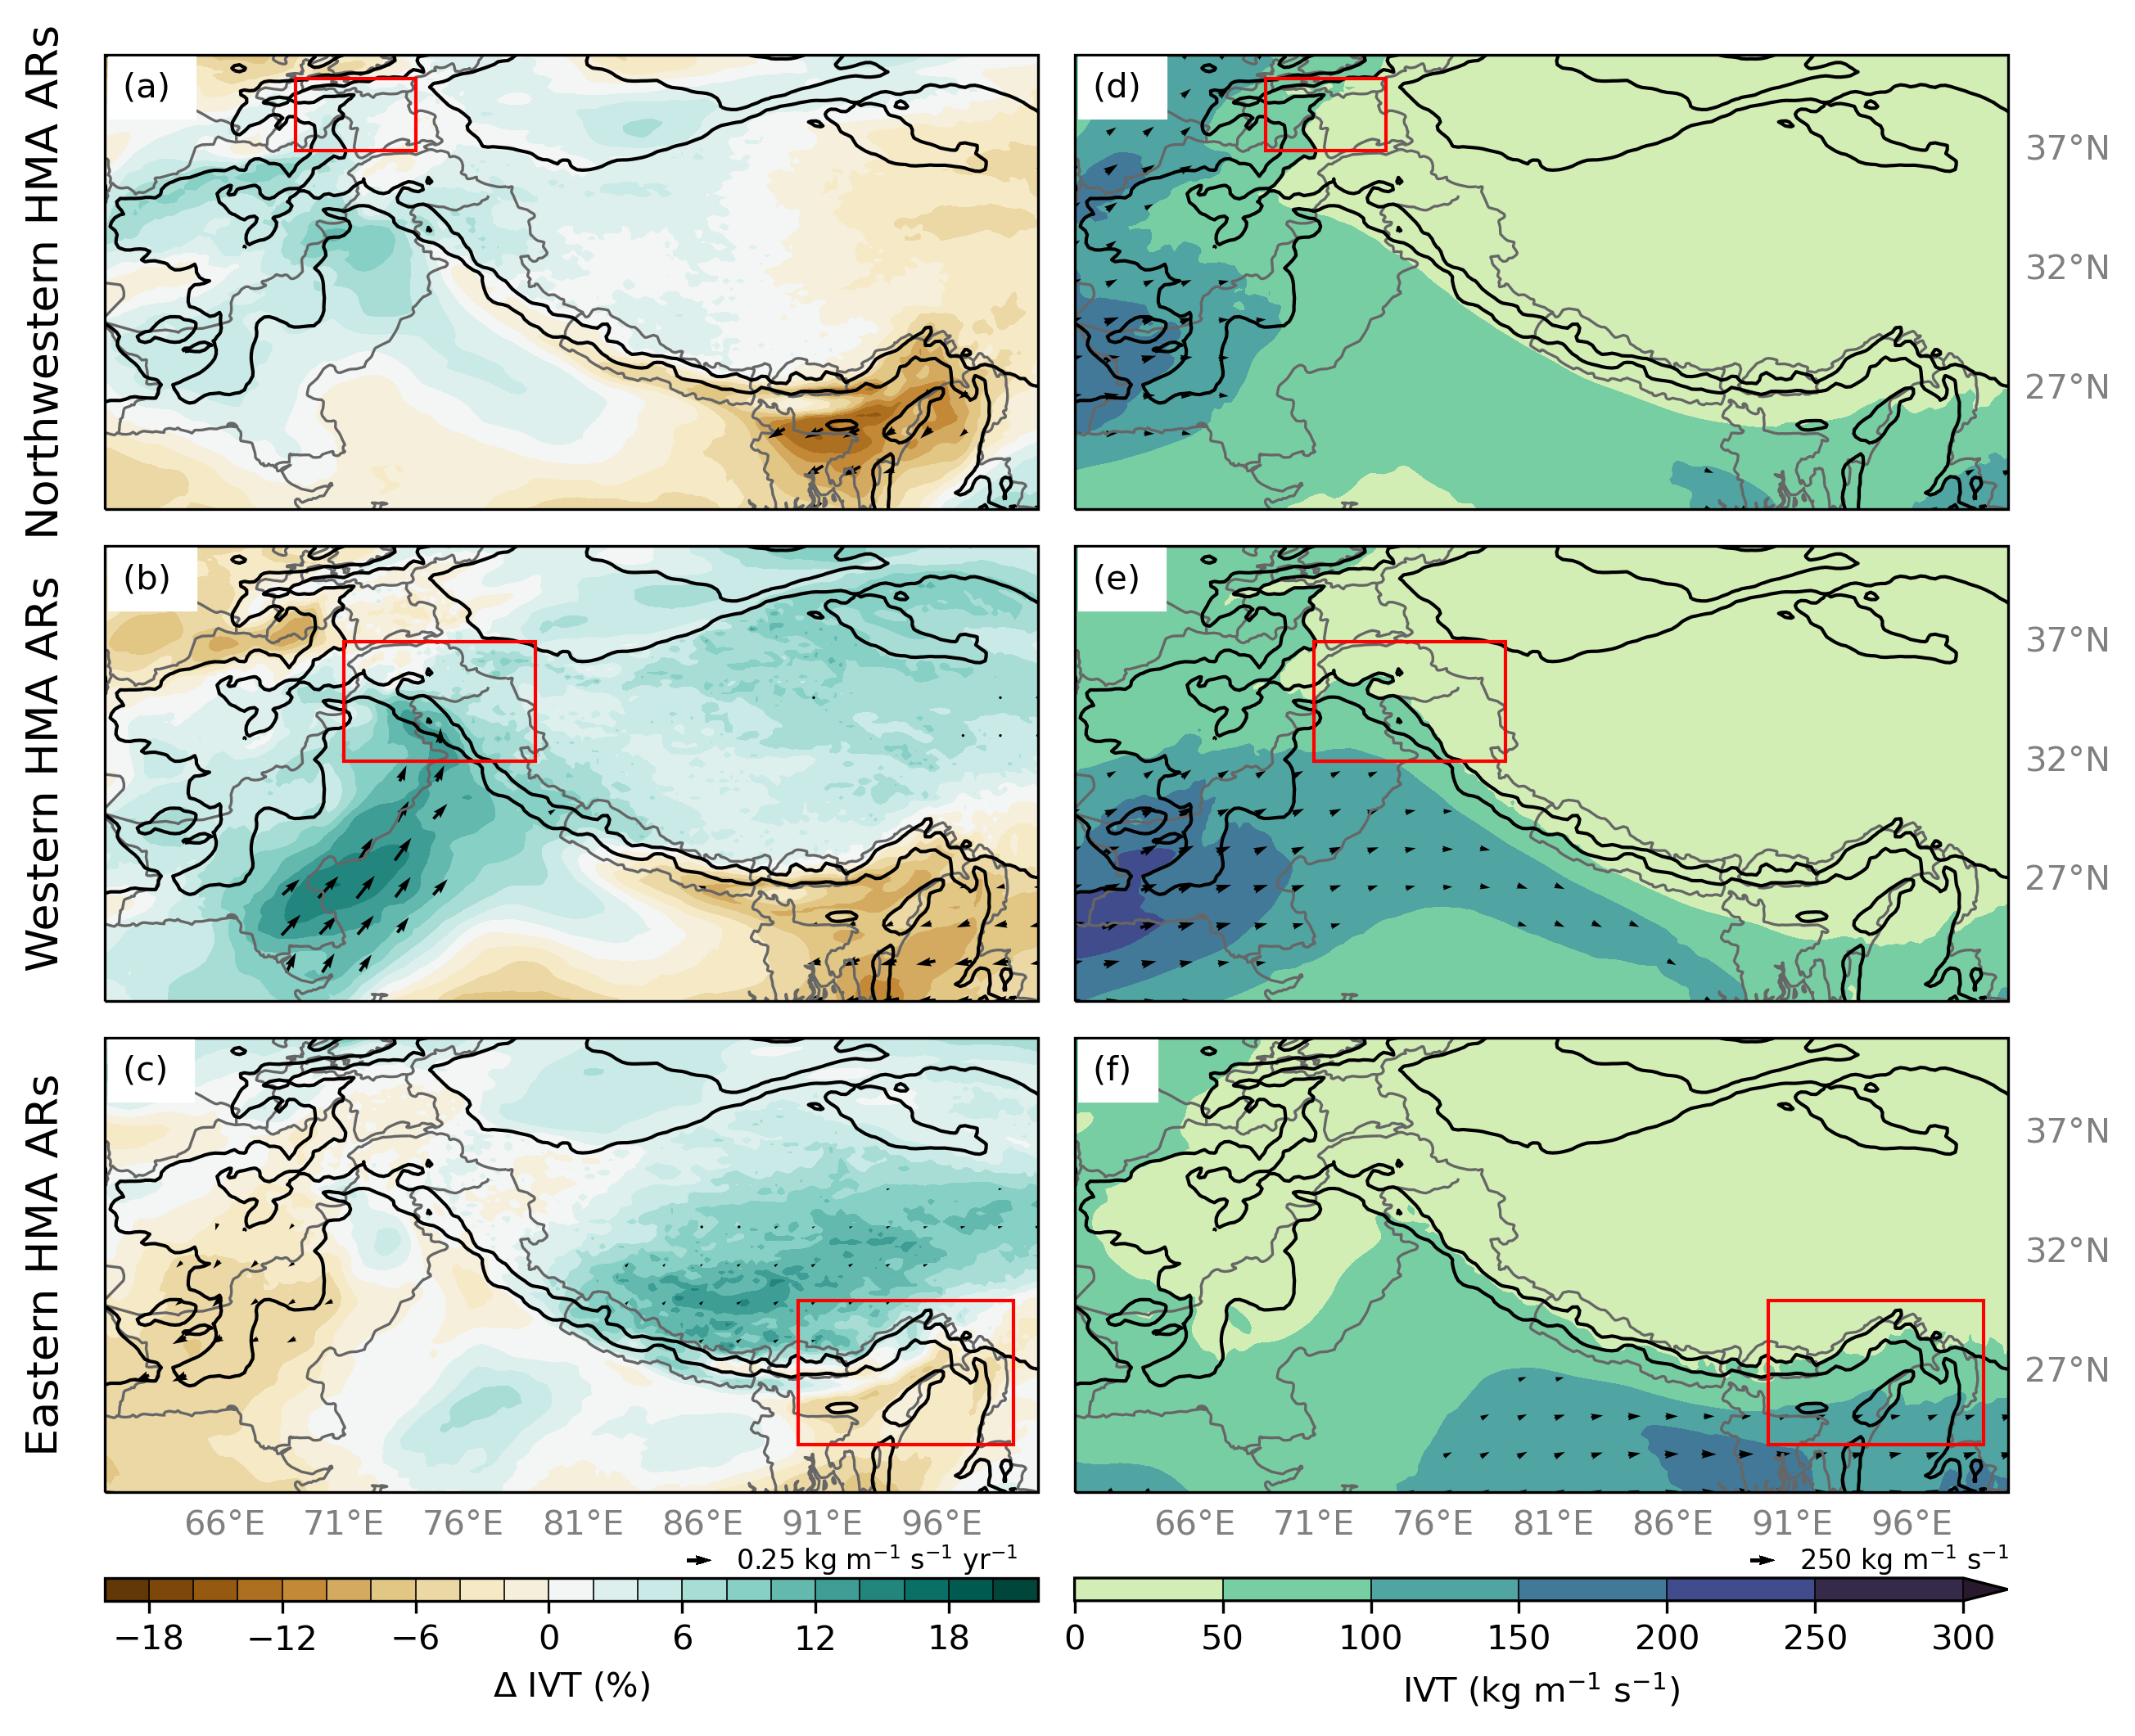 Northwestern HMA ARs
(a)
(d)
37°N
32°N
27°N
Western HMA ARs
(b)
(e)
37°N
32°N
27°N
Eastern HMA ARs
(c)
(f)
37°N
32°N
27°N
66°E 71°E 76°E 81°E 86°E 91°E 96°E
66°E 71°E 76°E 81°E 86°E 91°E 96°E
0.25 kg m⁻¹ s⁻¹ yr⁻¹
250 kg m⁻¹ s⁻¹
−18 −12 −6 0 6 12 18
0 50 100 150 200 250 300
Δ IVT (%)
IVT (kg m⁻¹ s⁻¹)